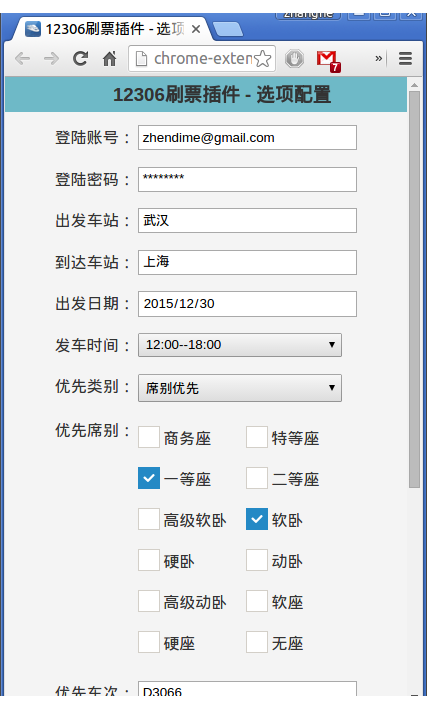 zhangHe
12306刷票插件 - 选项
chrome-exten
7
»
12306刷票插件 - 选项配置
登陆账号： zhendime@gmail.com
登陆密码： ********
出发车站： 武汉
到达车站： 上海
出发日期： 2015/12/30
发车时间： 12:00--18:00
优先类别： 席别优先
优先席别： 商务座 特等座
一等座 二等座
高级软卧 软卧
硬卧 动卧
高级动卧 软座
硬座 无座
优先车次： D3066